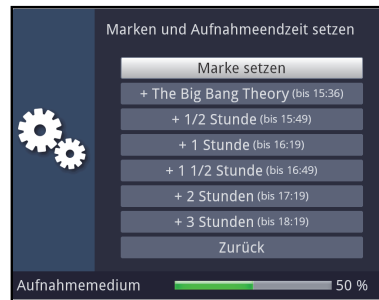 Marken und Aufnahmeendzeit setzen
Marke setzen
+ The Big Bang Theory (bis 15:36)
+ 1/2 Stunde (bis 15:49)
+ 1 Stunde (bis 16:19)
+ 1 1/2 Stunde (bis 16:49)
+ 2 Stunden (bis 17:19)
+ 3 Stunden (bis 18:19)
Zurück
Aufnahmemedium 50 %